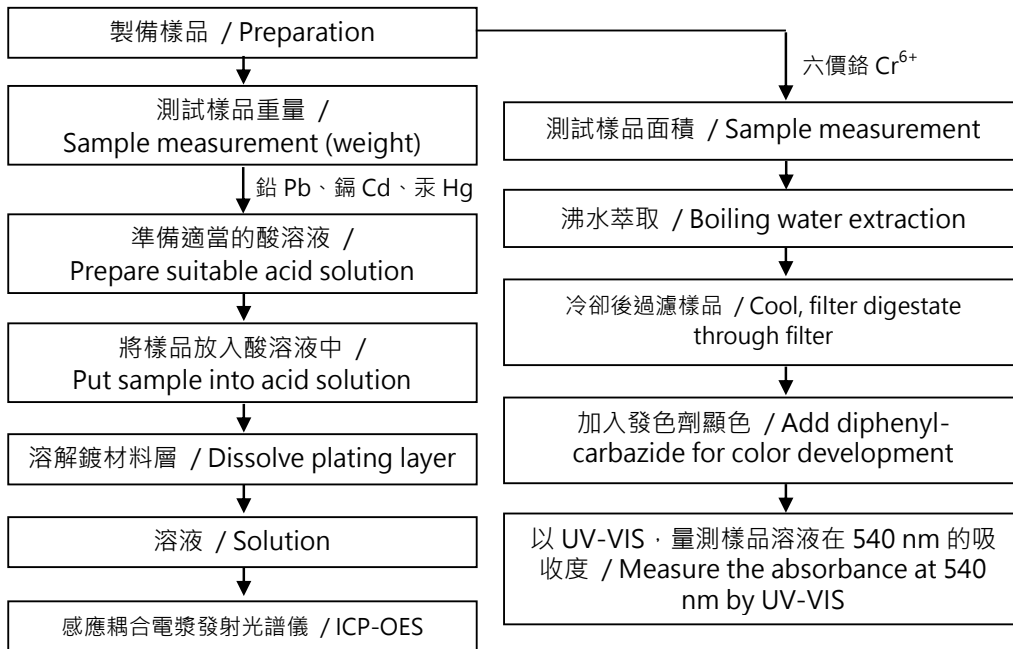 製備樣品 / Preparation
測試樣品重量 /
Sample measurement (weight)
鉛 Pb、鎘 Cd、汞 Hg
準備適當的酸溶液 /
Prepare suitable acid solution
將樣品放入酸溶液中 /
Put sample into acid solution
溶解鍍材料層 / Dissolve plating layer
溶液 / Solution
感應耦合電漿發射光譜儀 / ICP-OES
六價鉻 Cr⁶⁺
測試樣品面積 / Sample measurement
沸水萃取 / Boiling water extraction
冷卻後過濾樣品 / Cool, filter digestate
through filter
加入發色劑顯色 / Add diphenyl-
carbazide for color development
以 UV-VIS，量測樣品溶液在 540 nm 的吸
收度 / Measure the absorbance at 540
nm by UV-VIS